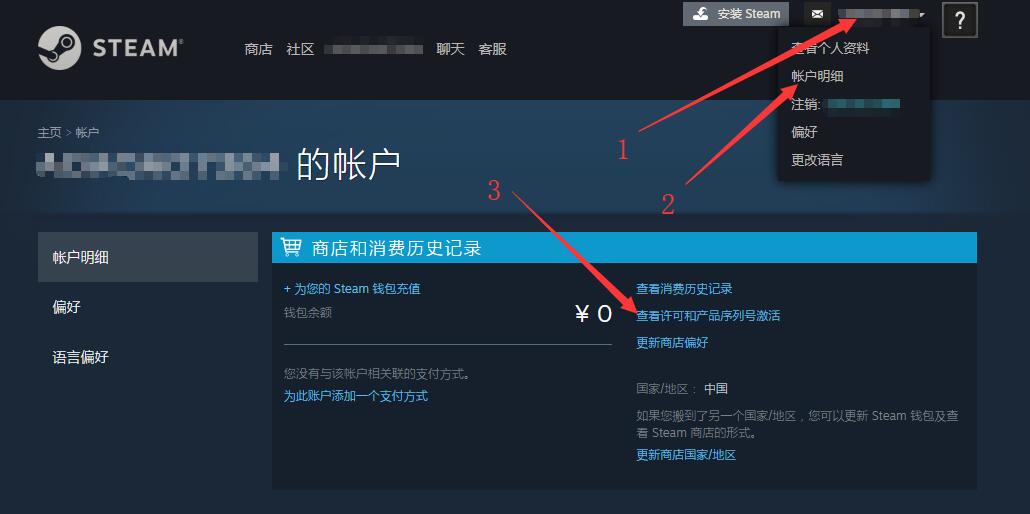 安装 Steam
?
STEAM®
商店 社区 聊天 客服
查看个人资料
帐户明细
注销:
偏好
更改语言
1
2
3
主页 > 帐户
的帐户
帐户明细
偏好
语言偏好
商店和消费历史记录
+ 为您的 Steam 钱包充值
钱包余额
¥ 0
您没有与该帐户相关联的支付方式。
为此账户添加一个支付方式
查看消费历史记录
查看许可和产品序列号激活
更新商店偏好
国家/地区： 中国
如果您搬到了另一个国家/地区，您可以更新 Steam 钱包及查
看 Steam 商店的形式。
更新商店国家/地区